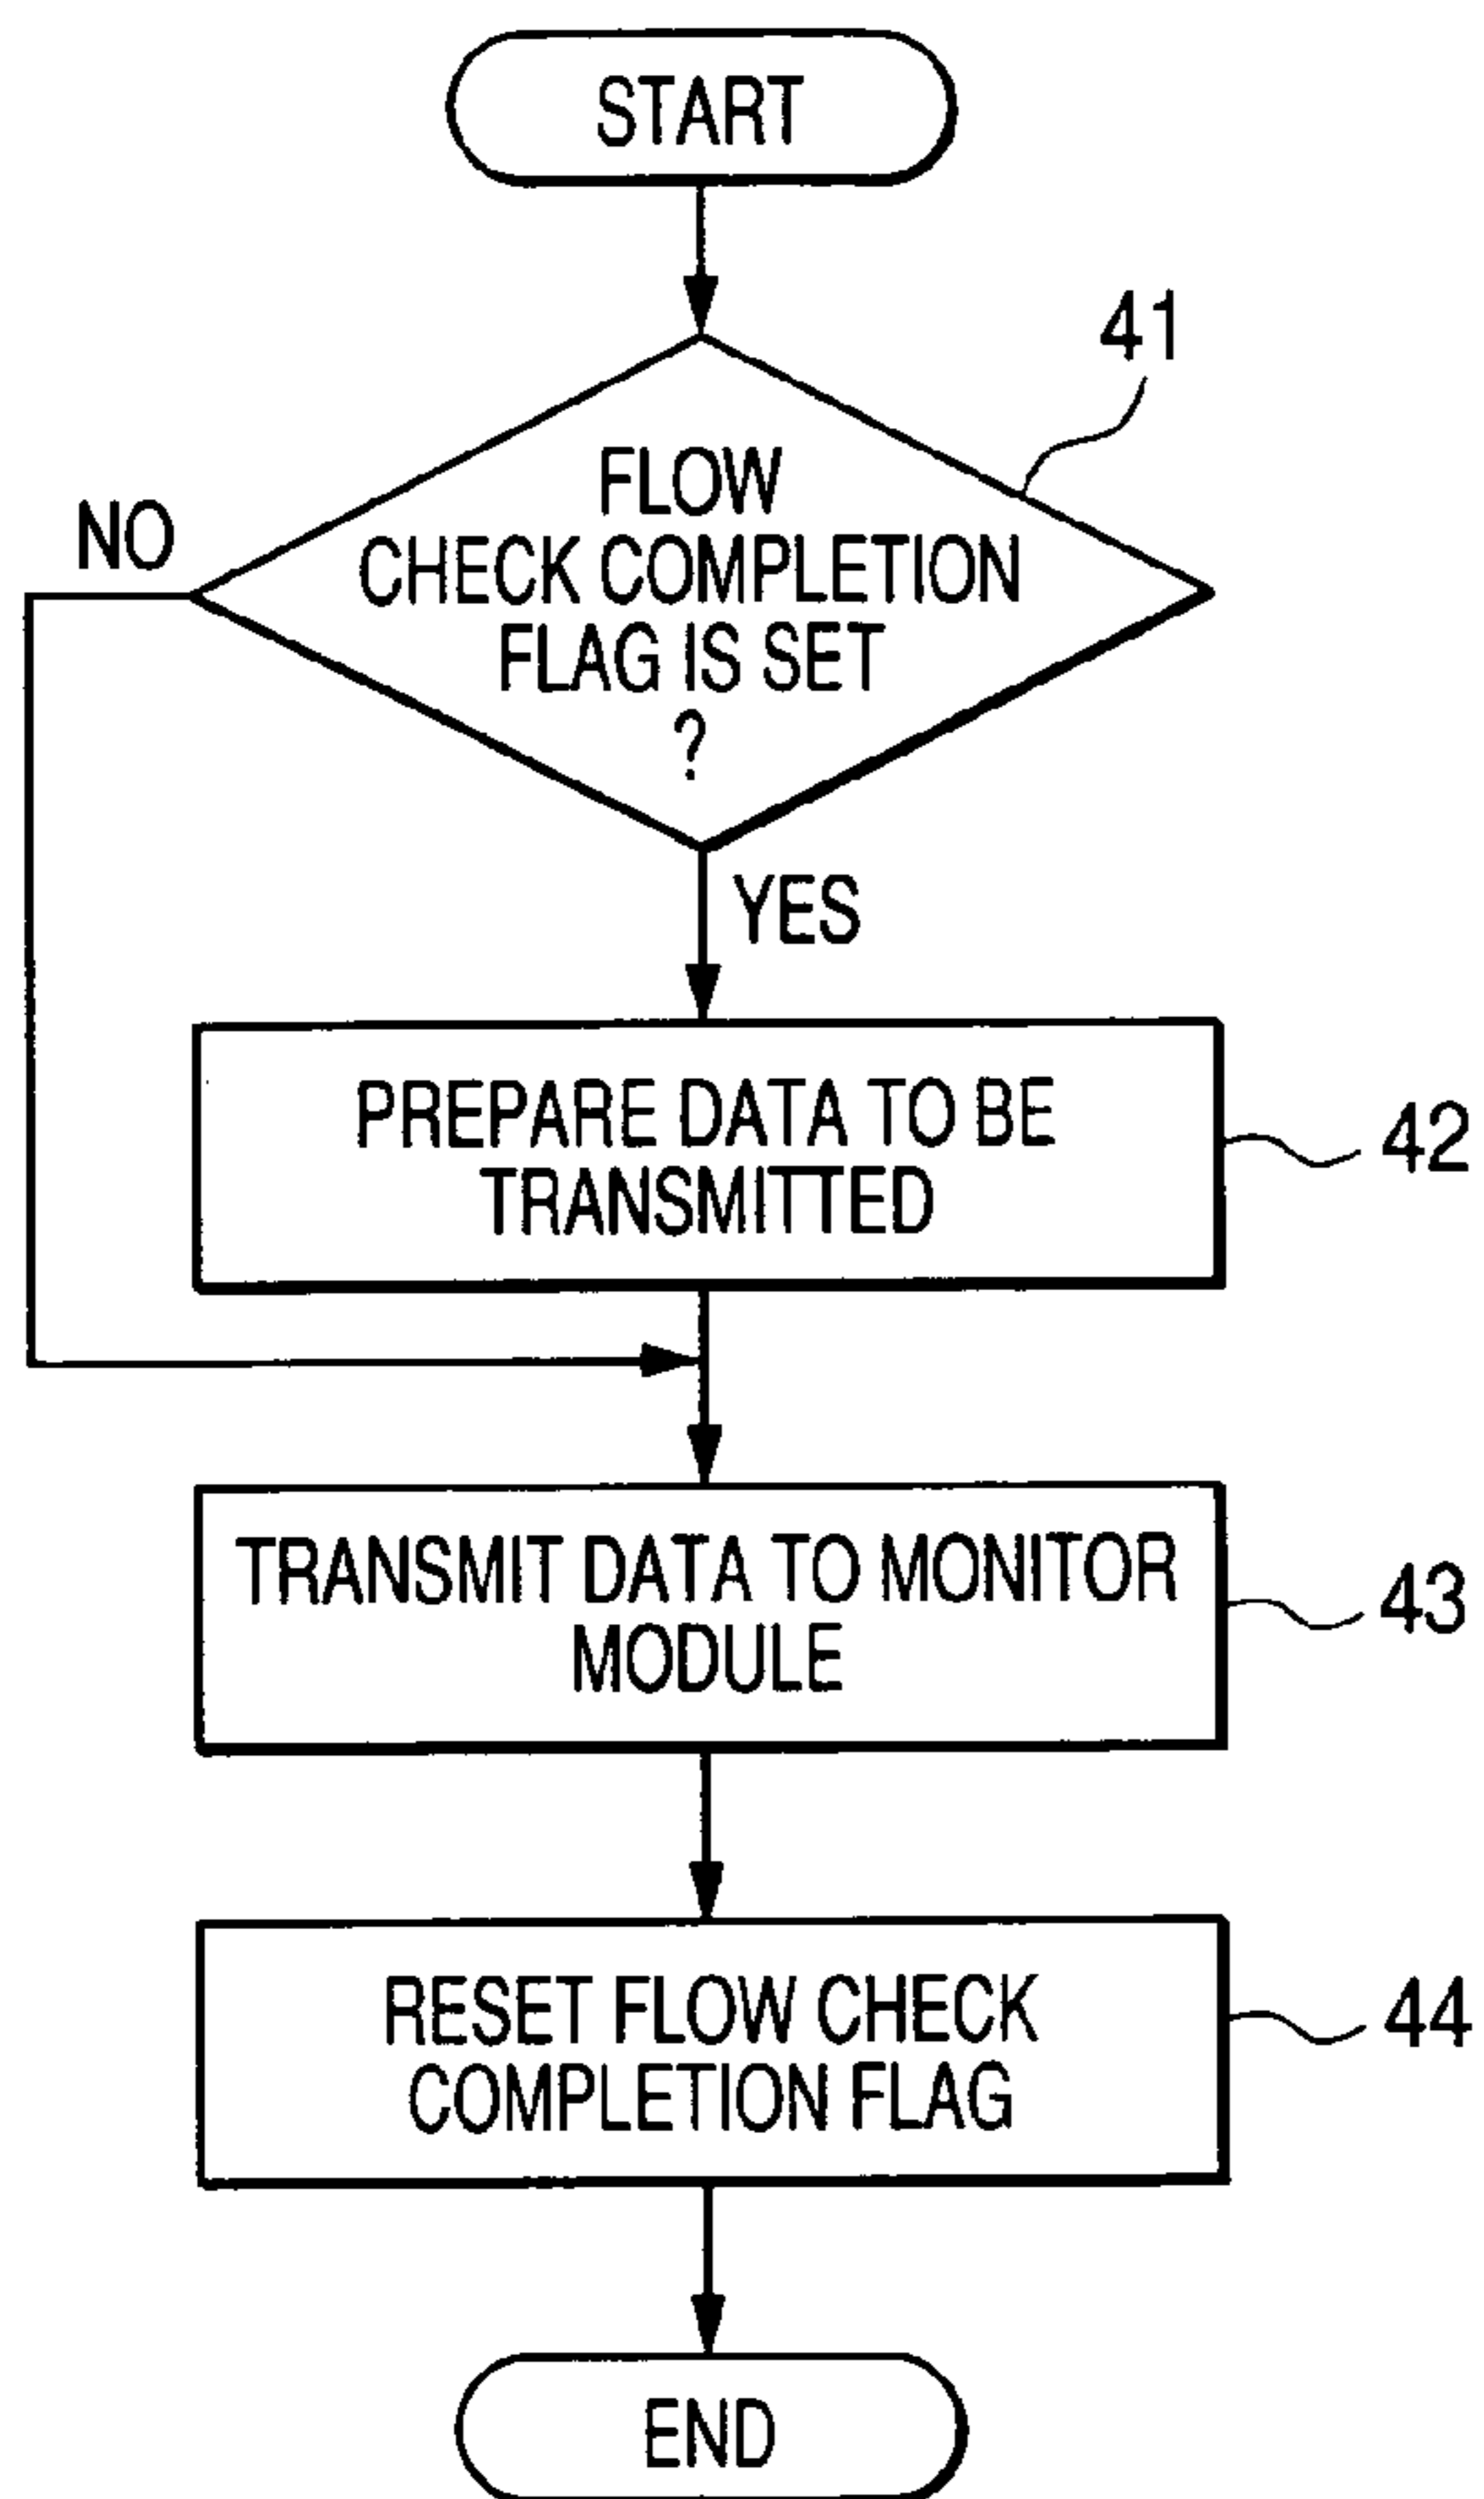 START
41
FLOW
CHECK COMPLETION
FLAG IS SET
?
NO
YES
PREPARE DATA TO BE
TRANSMITTED
42
TRANSMIT DATA TO MONITOR
MODULE
43
RESET FLOW CHECK
COMPLETION FLAG
44
END